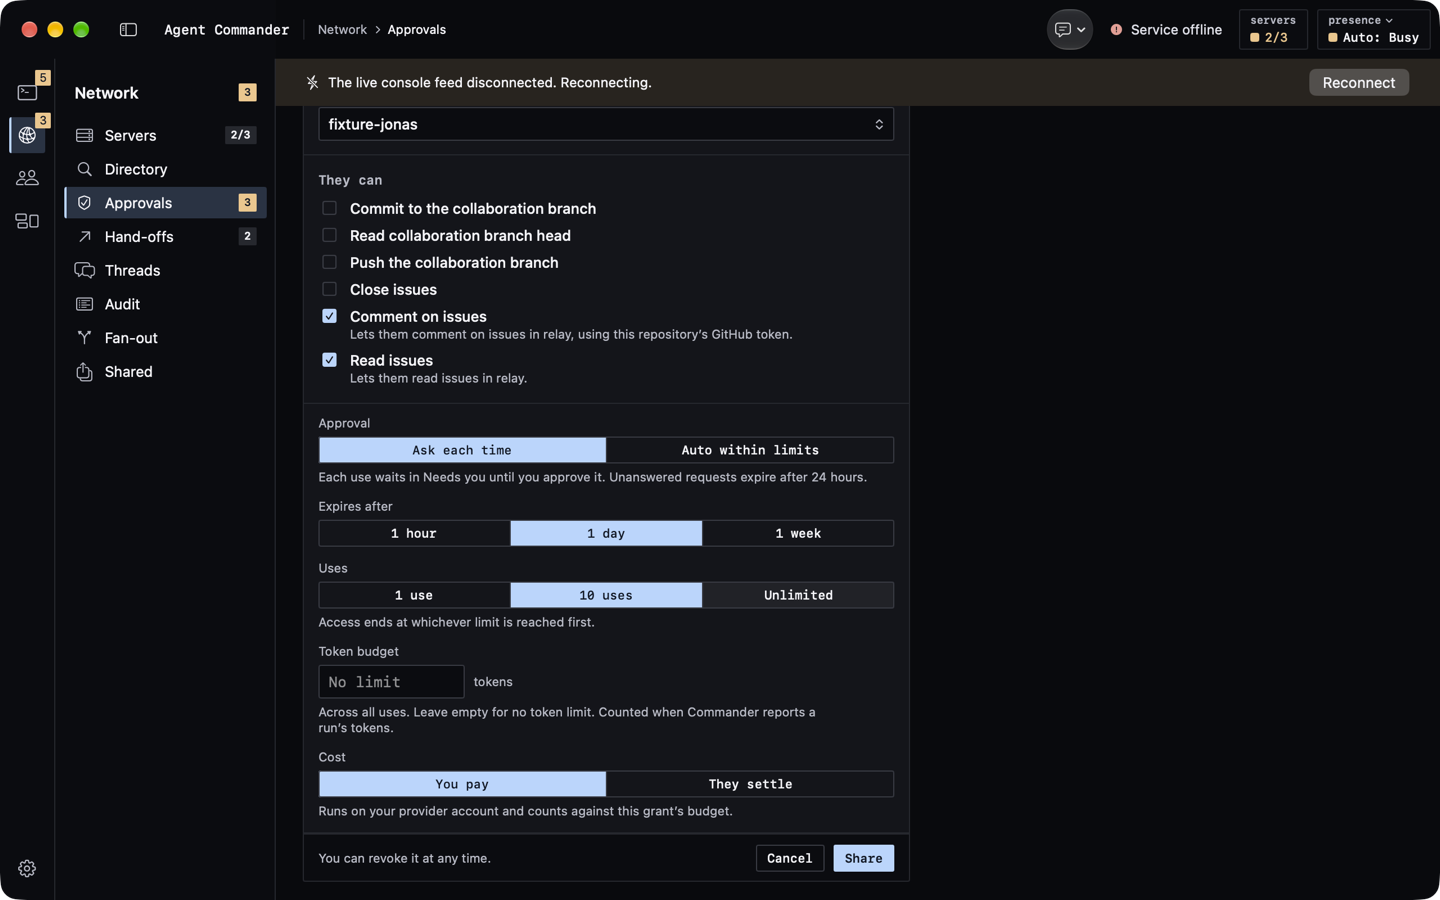 Agent Commander
Network > Approvals
Service offline
servers
2/3
presence
Auto: Busy
5
3
Network
3
Servers
2/3
Directory
Approvals
3
Hand-offs
2
Threads
Audit
Fan-out
Shared
The live console feed disconnected. Reconnecting.
Reconnect
fixture-jonas
They can
Commit to the collaboration branch
Read collaboration branch head
Push the collaboration branch
Close issues
Comment on issues
Lets them comment on issues in relay, using this repository’s GitHub token.
Read issues
Lets them read issues in relay.
Approval
Ask each time
Auto within limits
Each use waits in Needs you until you approve it. Unanswered requests expire after 24 hours.
Expires after
1 hour
1 day
1 week
Uses
1 use
10 uses
Unlimited
Access ends at whichever limit is reached first.
Token budget
No limit
tokens
Across all uses. Leave empty for no token limit. Counted when Commander reports a
run’s tokens.
Cost
You pay
They settle
Runs on your provider account and counts against this grant’s budget.
You can revoke it at any time.
Cancel
Share